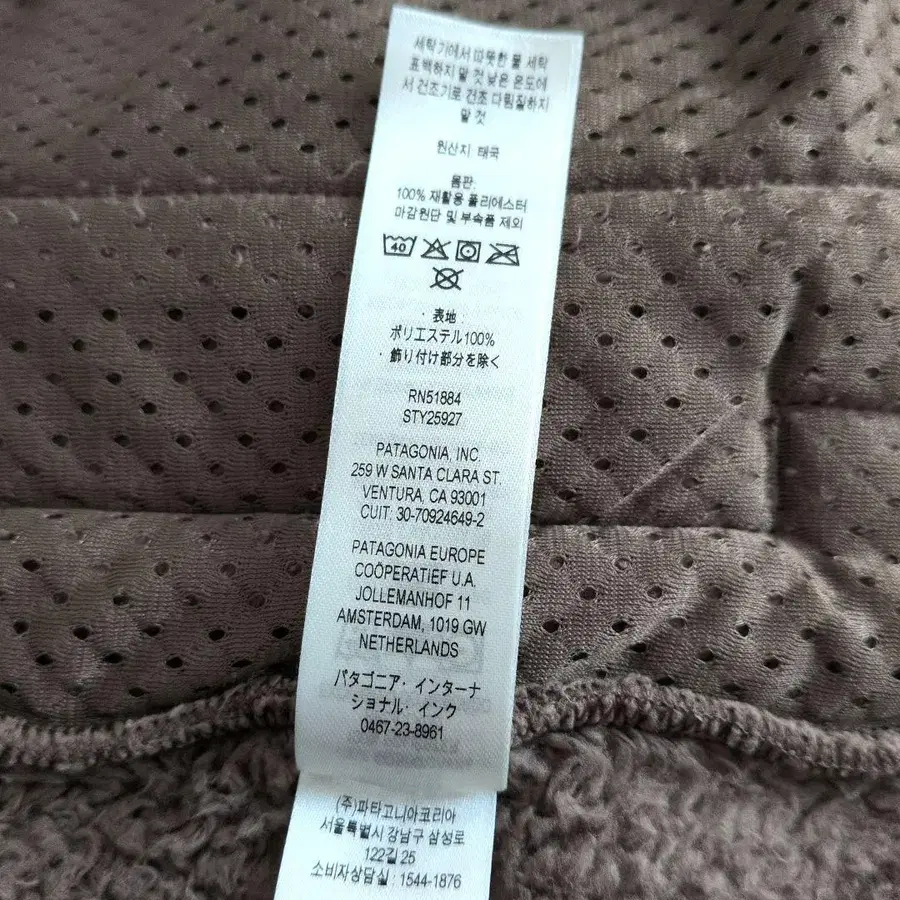 세탁기에서 따뜻한 물 세탁
표백하지 말 것 낮은 온도에
서 건조기로 건조 다림질하지
말 것
원산지 태국
몸판:
100% 재활용 폴리에스터
마감원단 및 부속품 제외
40
· 表地 :
ポリエステル100%
· 飾り付け部分を除く
RN51884
STY25927
PATAGONIA, INC.
259 W SANTA CLARA ST.
VENTURA, CA 93001
CUIT: 30-70924649-2
PATAGONIA EUROPE
COÖPERATIEF U.A.
JOLLEMANHOF 11
AMSTERDAM, 1019 GW
NETHERLANDS
パタゴニア· インターナ
ショナル· インク
0467-23-8961
(주)파타고니아코리아
서울특별시 강남구 삼성로
122길 25
소비자상담실 : 1544-1876